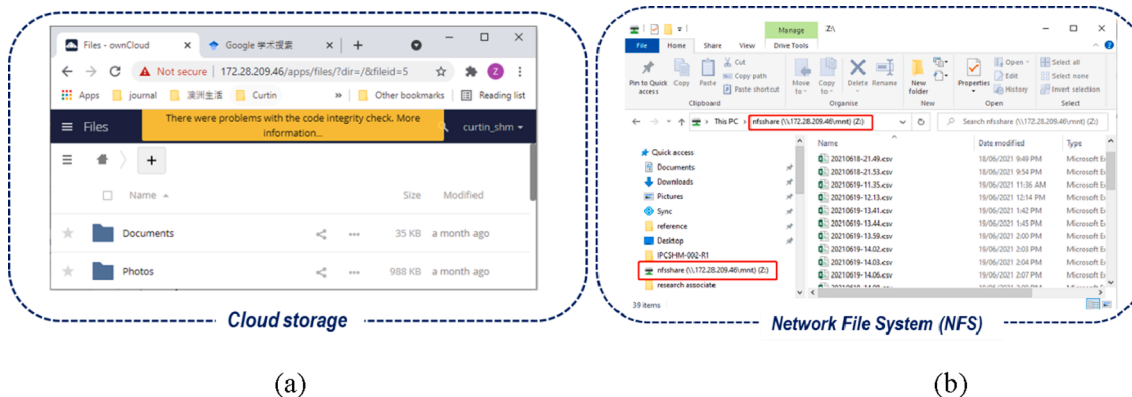 Files - ownCloud
Google 学术搜索
Not secure | 172.28.209.46/apps/files/?dir=/&fileid=5
Z
Apps journal 澳洲生活 Curtin » Other bookmarks Reading list
Files
There were problems with the code integrity check. More
information...
curtin_shm
Name Size Modified
Documents 35 KB a month ago
Photos 988 KB a month ago
Cloud storage
(a)
Manage Z:\
File Home Share View Drive Tools
Pin to Quick access
Copy
Paste
Cut
Copy path
Paste shortcut
Move to
Copy to
Delete
Rename
New folder
Properties
Open
Edit
History
Select all
Select none
Invert selection
Clipboard Organise New Open Select
This PC > nfsshare (\\172.28.209.46\mnt) (Z:)
Search nfsshare (\\172.28.209.46\mnt) (Z:)
Quick access
Documents
Downloads
Pictures
Sync
reference
Desktop
IPCSHM-002-R1
nfsshare (\\172.28.209.46\mnt) (Z:)
research associate
Name Date modified Type
20210618-21.49.csv 18/06/2021 9:49 PM Microsoft E
20210618-21.53.csv 18/06/2021 9:54 PM Microsoft E
20210619-11.35.csv 19/06/2021 11:36 AM Microsoft E
20210619-12.13.csv 19/06/2021 12:14 PM Microsoft E
20210619-13.41.csv 19/06/2021 1:42 PM Microsoft E
20210619-13.44.csv 19/06/2021 1:45 PM Microsoft E
20210619-13.59.csv 19/06/2021 2:00 PM Microsoft E
20210619-14.02.csv 19/06/2021 2:03 PM Microsoft E
20210619-14.03.csv 19/06/2021 2:04 PM Microsoft E
20210619-14.06.csv 19/06/2021 2:07 PM Microsoft E
39 items
Network File System (NFS)
(b)